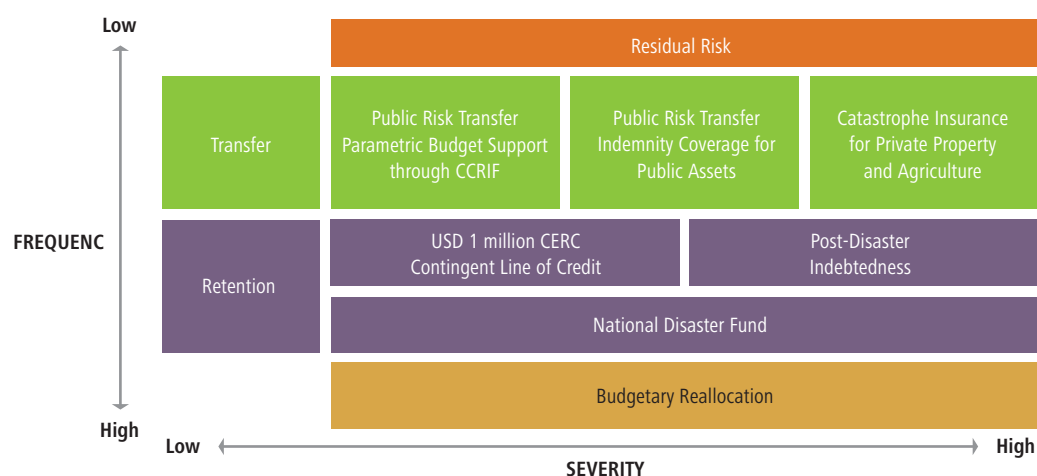 Low
Residual Risk
Transfer
Public Risk Transfer
Parametric Budget Support
through CCRIF
Public Risk Transfer
Indemnity Coverage for
Public Assets
Catastrophe Insurance
for Private Property
and Agriculture
FREQUENC
Retention
USD 1 million CERC
Contingent Line of Credit
Post-Disaster
Indebtedness
National Disaster Fund
Budgetary Reallocation
High
Low
High
SEVERITY